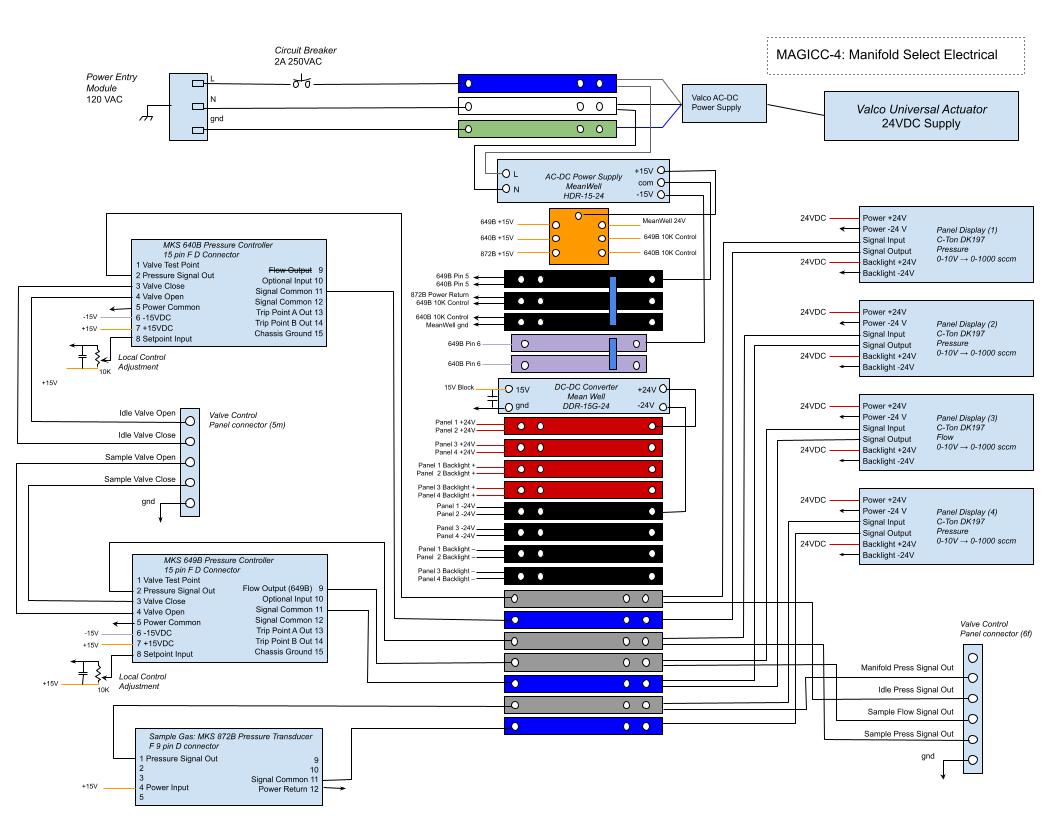 MAGICC-4: Manifold Select Electrical
Circuit Breaker
2A 250VAC
Power Entry
Module
120 VAC
L
N
gnd
Valco AC-DC
Power Supply
Valco Universal Actuator
24VDC Supply
L
N
AC-DC Power Supply
MeanWell
HDR-15-24
+15V
com
-15V
649B +15V
640B +15V
872B +15V
MeanWell 24V
649B 10K Control
640B 10K Control
649B Pin 5
640B Pin 5
872B Power Return
649B 10K Control
640B 10K Control
MeanWell gnd
649B Pin 6
640B Pin 6
15V Block
15V
gnd
DC-DC Converter
Mean Well
DDR-15G-24
+24V
-24V
Panel 1 +24V
Panel 2 +24V
Panel 3 +24V
Panel 4 +24V
Panel 1 Backlight +
Panel 2 Backlight +
Panel 3 Backlight +
Panel 4 Backlight +
Panel 1 -24V
Panel 2 -24V
Panel 3 -24V
Panel 4 -24V
Panel 1 Backlight –
Panel 2 Backlight –
Panel 3 Backlight –
Panel 4 Backlight –
MKS 640B Pressure Controller
15 pin F D Connector
1 Valve Test Point
2 Pressure Signal Out
3 Valve Close
4 Valve Open
5 Power Common
6 -15VDC
7 +15VDC
8 Setpoint Input
Flow Output 9
Optional Input 10
Signal Common 11
Signal Common 12
Trip Point A Out 13
Trip Point B Out 14
Chassis Ground 15
-15V
+15V
Local Control
Adjustment
10K
+15V
Idle Valve Open
Idle Valve Close
Sample Valve Open
Sample Valve Close
gnd
Valve Control
Panel connector (5m)
MKS 649B Pressure Controller
15 pin F D Connector
1 Valve Test Point
2 Pressure Signal Out
3 Valve Close
4 Valve Open
5 Power Common
6 -15VDC
7 +15VDC
8 Setpoint Input
Flow Output (649B) 9
Optional Input 10
Signal Common 11
Signal Common 12
Trip Point A Out 13
Trip Point B Out 14
Chassis Ground 15
-15V
+15V
Local Control
Adjustment
+15V
10K
Sample Gas: MKS 872B Pressure Transducer
F 9 pin D connector
1 Pressure Signal Out
2
3
4 Power Input
5
9
10
Signal Common 11
Power Return 12
+15V
24VDC
Power +24V
Power -24 V
Signal Input
Signal Output
24VDC
Backlight +24V
Backlight -24V
Panel Display (1)
C-Ton DK197
Pressure
0-10V → 0-1000 sccm
24VDC
Power +24V
Power -24 V
Signal Input
Signal Output
24VDC
Backlight +24V
Backlight -24V
Panel Display (2)
C-Ton DK197
Pressure
0-10V → 0-1000 sccm
24VDC
Power +24V
Power -24 V
Signal Input
Signal Output
24VDC
Backlight +24V
Backlight -24V
Panel Display (3)
C-Ton DK197
Flow
0-10V → 0-1000 sccm
24VDC
Power +24V
Power -24 V
Signal Input
Signal Output
24VDC
Backlight +24V
Backlight -24V
Panel Display (4)
C-Ton DK197
Pressure
0-10V → 0-1000 sccm
Valve Control
Panel connector (6f)
Manifold Press Signal Out
Idle Press Signal Out
Sample Flow Signal Out
Sample Press Signal Out
gnd